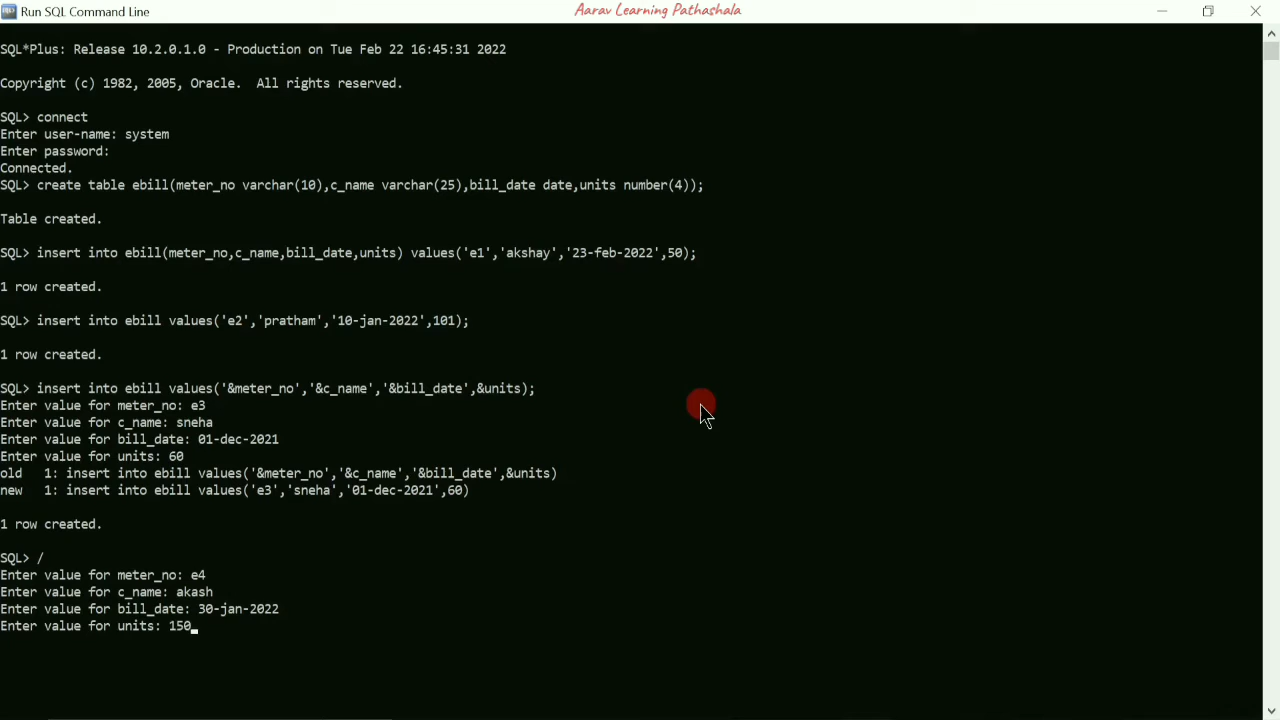 Run SQL Command Line
Aarav Learning Pathashala
SQL*Plus: Release 10.2.0.1.0 - Production on Tue Feb 22 16:45:31 2022
Copyright (c) 1982, 2005, Oracle.  All rights reserved.
SQL> connect
Enter user-name: system
Enter password:
Connected.
SQL> create table ebill(meter_no varchar(10),c_name varchar(25),bill_date date,units number(4));
Table created.
SQL> insert into ebill(meter_no,c_name,bill_date,units) values('e1','akshay','23-feb-2022',50);
1 row created.
SQL> insert into ebill values('e2','pratham','10-jan-2022',101);
1 row created.
SQL> insert into ebill values('&meter_no','&c_name','&bill_date',&units);
Enter value for meter_no: e3
Enter value for c_name: sneha
Enter value for bill_date: 01-dec-2021
Enter value for units: 60
old   1: insert into ebill values('&meter_no','&c_name','&bill_date',&units)
new   1: insert into ebill values('e3','sneha','01-dec-2021',60)
1 row created.
SQL> /
Enter value for meter_no: e4
Enter value for c_name: akash
Enter value for bill_date: 30-jan-2022
Enter value for units: 150